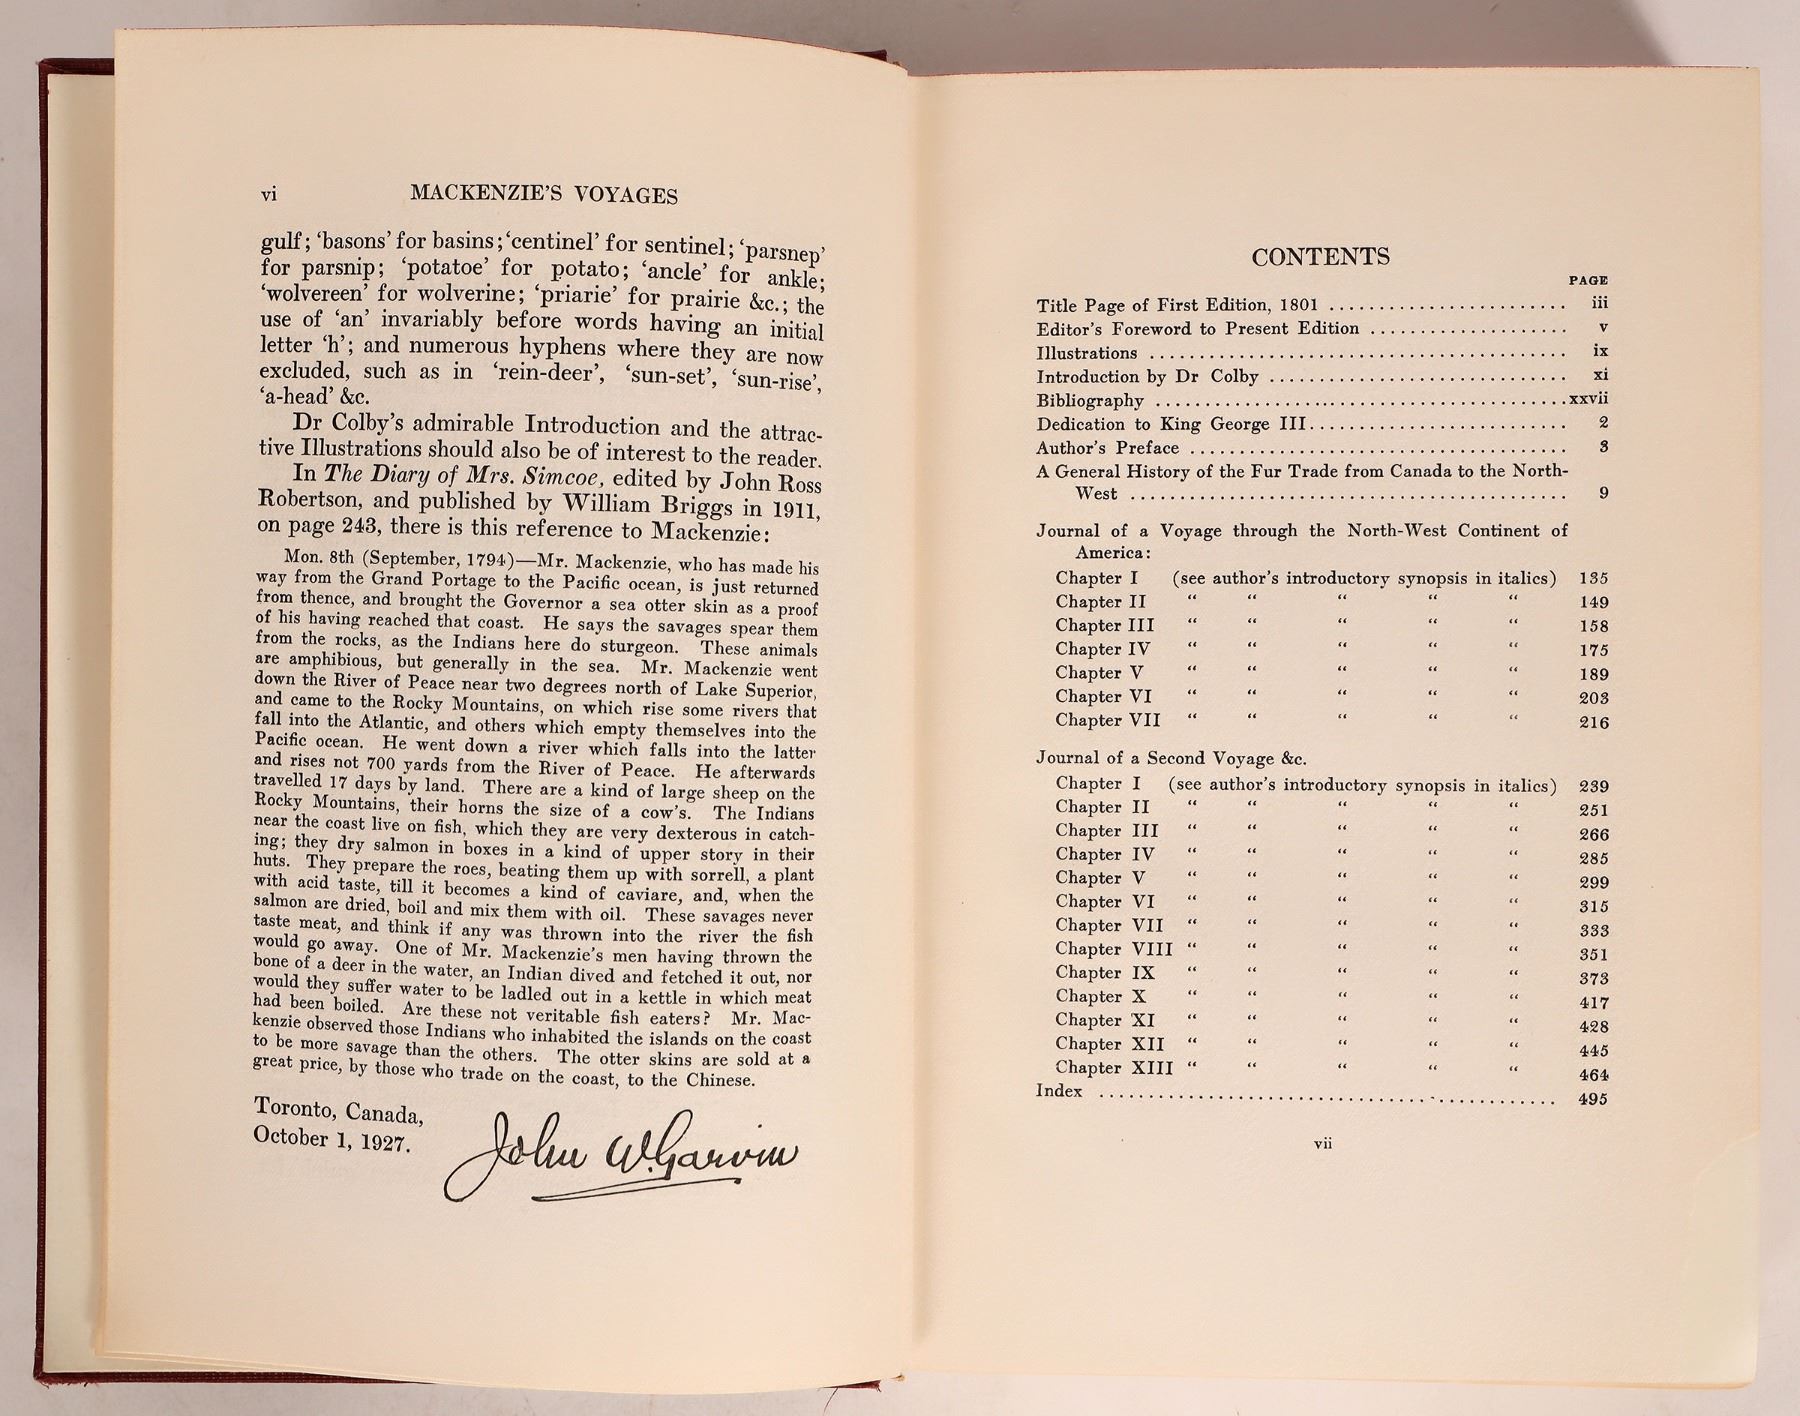 vi MACKENZIE'S VOYAGES
gulf; ‘basons’ for basins; ‘centinel’ for sentinel; ‘parsnep’
for parsnip; ‘potatoe’ for potato; ‘ancle’ for ankle;
‘wolvereen’ for wolverine; ‘priarie’ for prairie &c.; the
use of ‘an’ invariably before words having an initial
letter ‘h’; and numerous hyphens where they are now
excluded, such as in ‘rein-deer’, ‘sun-set’, ‘sun-rise’,
‘a-head’ &c.
Dr Colby's admirable Introduction and the attrac-
tive Illustrations should also be of interest to the reader.
In The Diary of Mrs. Simcoe, edited by John Ross
Robertson, and published by William Briggs in 1911,
on page 243, there is this reference to Mackenzie:
Mon. 8th (September, 1794)—Mr. Mackenzie, who has made his
way from the Grand Portage to the Pacific ocean, is just returned
from thence, and brought the Governor a sea otter skin as a proof
of his having reached that coast. He says the savages spear them
from the rocks, as the Indians here do sturgeon. These animals
are amphibious, but generally in the sea. Mr. Mackenzie went
down the River of Peace near two degrees north of Lake Superior,
and came to the Rocky Mountains, on which rise some rivers that
fall into the Atlantic, and others which empty themselves into the
Pacific ocean. He went down a river which falls into the latter
and rises not 700 yards from the River of Peace. He afterwards
travelled 17 days by land. There are a kind of large sheep on the
Rocky Mountains, their horns the size of a cow's. The Indians
near the coast live on fish, which they are very dexterous in catch-
ing; they dry salmon in boxes in a kind of upper story in their
huts. They prepare the roes, beating them up with sorrell, a plant
with acid taste, till it becomes a kind of caviare, and, when the
salmon are dried, boil and mix them with oil. These savages never
taste meat, and think if any was thrown into the river the fish
would go away. One of Mr. Mackenzie's men having thrown the
bone of a deer in the water, an Indian dived and fetched it out, nor
would they suffer water to be ladled out in a kettle in which meat
had been boiled. Are these not veritable fish eaters? Mr. Mac-
kenzie observed those Indians who inhabited the islands on the coast
to be more savage than the others. The otter skins are sold at a
great price, by those who trade on the coast, to the Chinese.
Toronto, Canada,
October 1, 1927.
John W. Garvin
CONTENTS
PAGE
Title Page of First Edition, 1801 ........................ iii
Editor's Foreword to Present Edition .................... v
Illustrations .......................................... ix
Introduction by Dr Colby .............................. xi
Bibliography ......................................... xxvii
Dedication to King George III.......................... 2
Author's Preface ...................................... 3
A General History of the Fur Trade from Canada to the North-
West ............................................ 9
Journal of a Voyage through the North-West Continent of
America:
Chapter I (see author's introductory synopsis in italics) 135
Chapter II “ “ “ “ “ 149
Chapter III “ “ “ “ “ 158
Chapter IV “ “ “ “ “ 175
Chapter V “ “ “ “ “ 189
Chapter VI “ “ “ “ “ 203
Chapter VII “ “ “ “ “ 216
Journal of a Second Voyage &c.
Chapter I (see author's introductory synopsis in italics) 239
Chapter II “ “ “ “ “ 251
Chapter III “ “ “ “ “ 266
Chapter IV “ “ “ “ “ 285
Chapter V “ “ “ “ “ 299
Chapter VI “ “ “ “ “ 315
Chapter VII “ “ “ “ “ 333
Chapter VIII “ “ “ “ “ 351
Chapter IX “ “ “ “ “ 373
Chapter X “ “ “ “ “ 417
Chapter XI “ “ “ “ “ 428
Chapter XII “ “ “ “ “ 445
Chapter XIII “ “ “ “ “ 464
Index .............................................. 495
vii